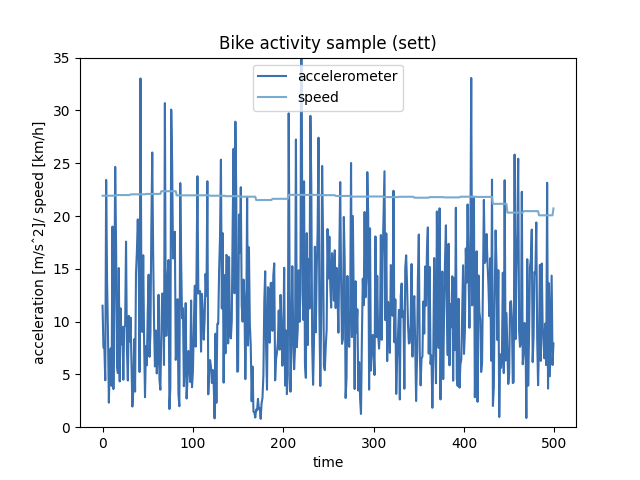 Bike activity sample (sett)
accelerometer
speed
acceleration [m/s^2]/ speed [km/h]
35
30
25
20
15
10
5
0
0 100 200 300 400 500
time